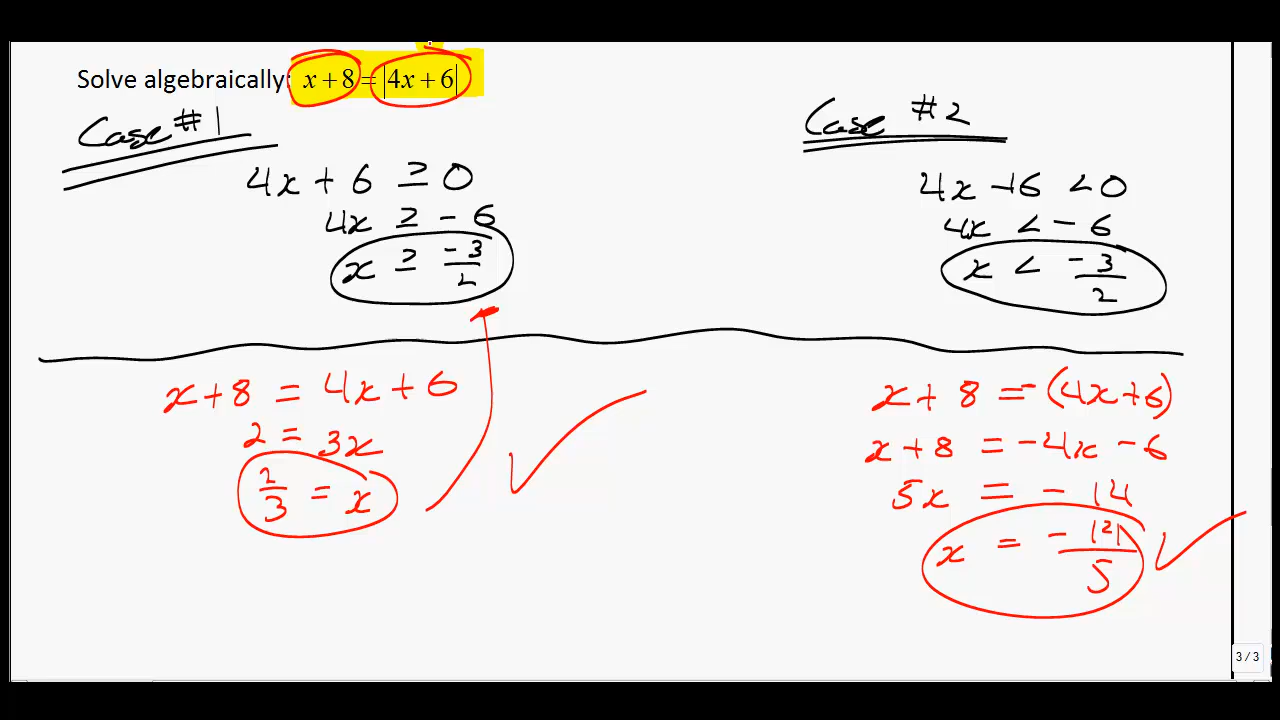 Solve algebraically: x + 8 = |4x + 6|
Case #1
4x + 6 ≥ 0
4x ≥ -6
x ≥ -3/2
x + 8 = 4x + 6
2 = 3x
2/3 = x
Case #2
4x + 6 < 0
4x < -6
x < -3/2
x + 8 = -(4x+6)
x + 8 = -4x - 6
5x = -14
x =
3/3